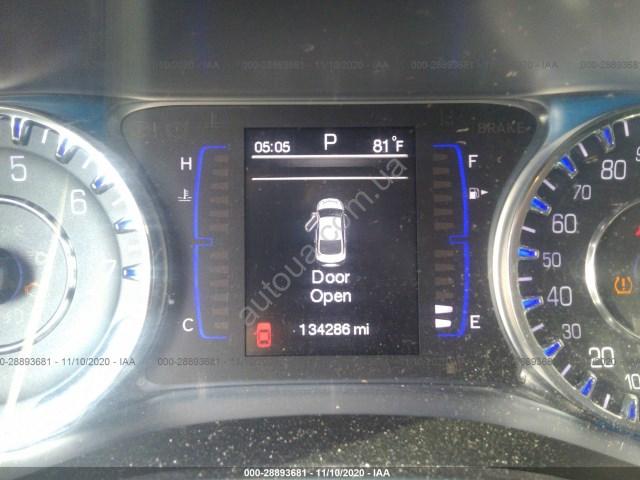 000-28893681 - 11/10/2020 - IAA
000-28893681 - 11/10/2020 - IAA
000-28893681 - 11/10/2020 - IAA
BRAKE
05:05 P 81°F
H F
5 6 7
90 80 70 60 50 40 30 20 10
autoua.com.ua
Door
Open
C E
134286 mi
000-28893681 - 11/10/2020 - IAA
000-28893681 - 11/10/2020 - IAA
000-28893681 - 11/10/2020 - IAA
000-28893681 - 11/10/2020 - IAA